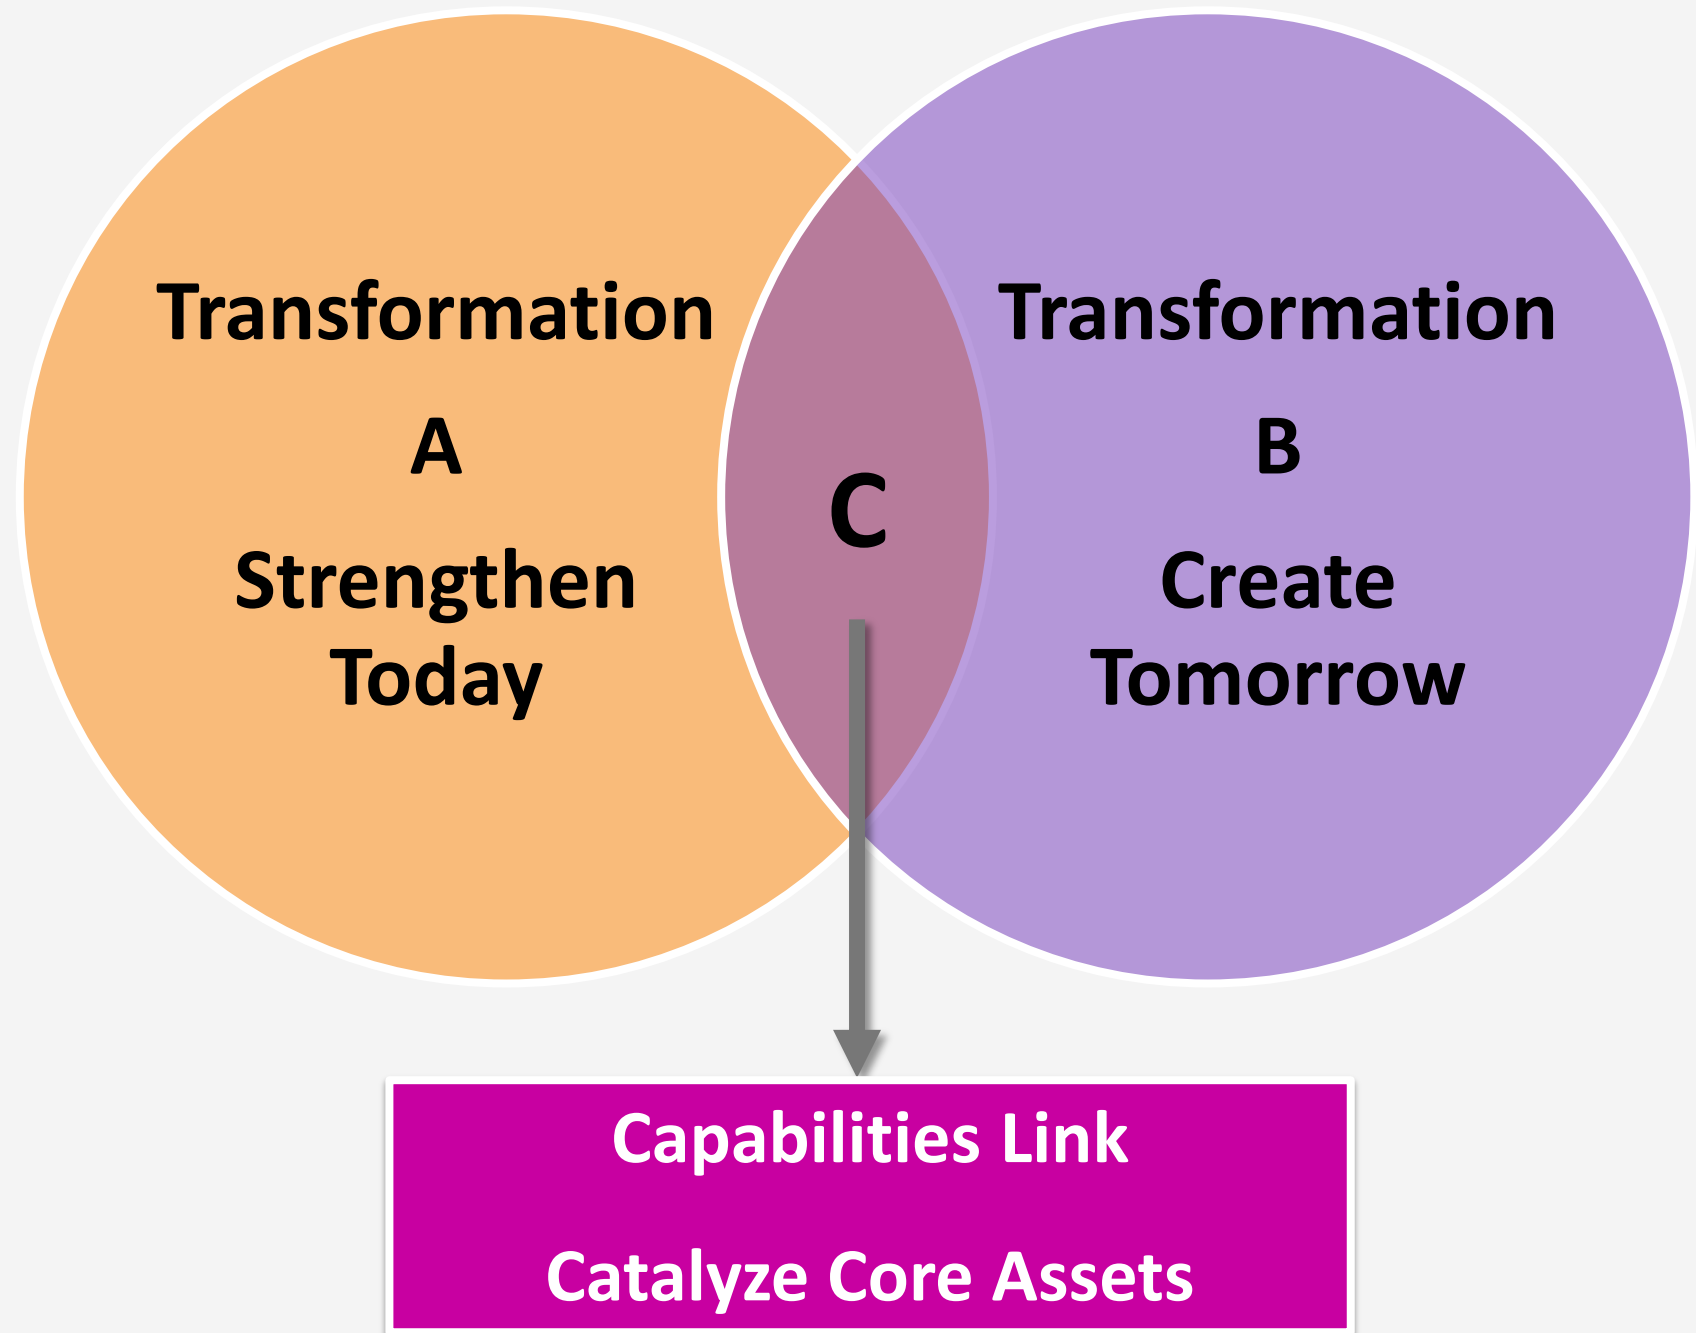 Transformation
A
Strengthen
Today
C
Transformation
B
Create
Tomorrow
Capabilities Link
Catalyze Core Assets